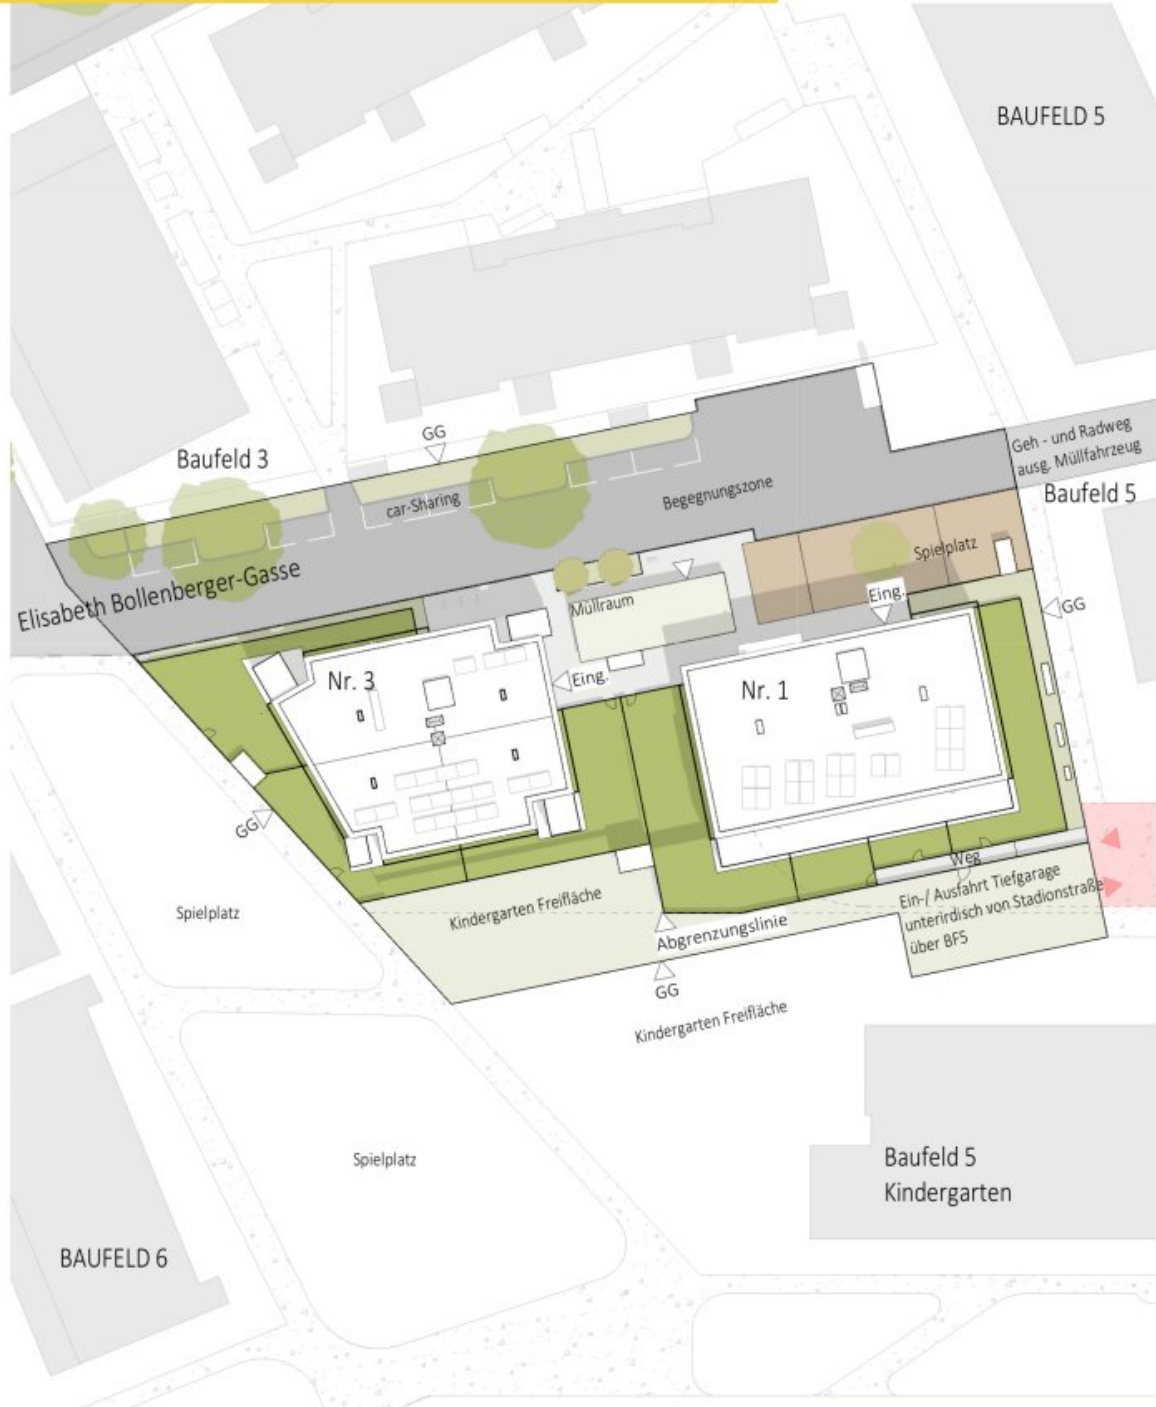 BAUFELD 5
Geh - und Radweg
ausg. Müllfahrzeug
Baufeld 5
GG
Baufeld 3
car-Sharing
Begegnungszone
Spielplatz
Elisabeth Bollenberger-Gasse
Müllraum
Eing.
GG
Nr. 3
Eing.
Nr. 1
GG
Weg
Ein-/ Ausfahrt Tiefgarage
unterirdisch von Stadionstraße
über BF5
Spielplatz
Kindergarten Freifläche
Abgrenzungslinie
GG
Kindergarten Freifläche
Spielplatz
Baufeld 5
Kindergarten
BAUFELD 6